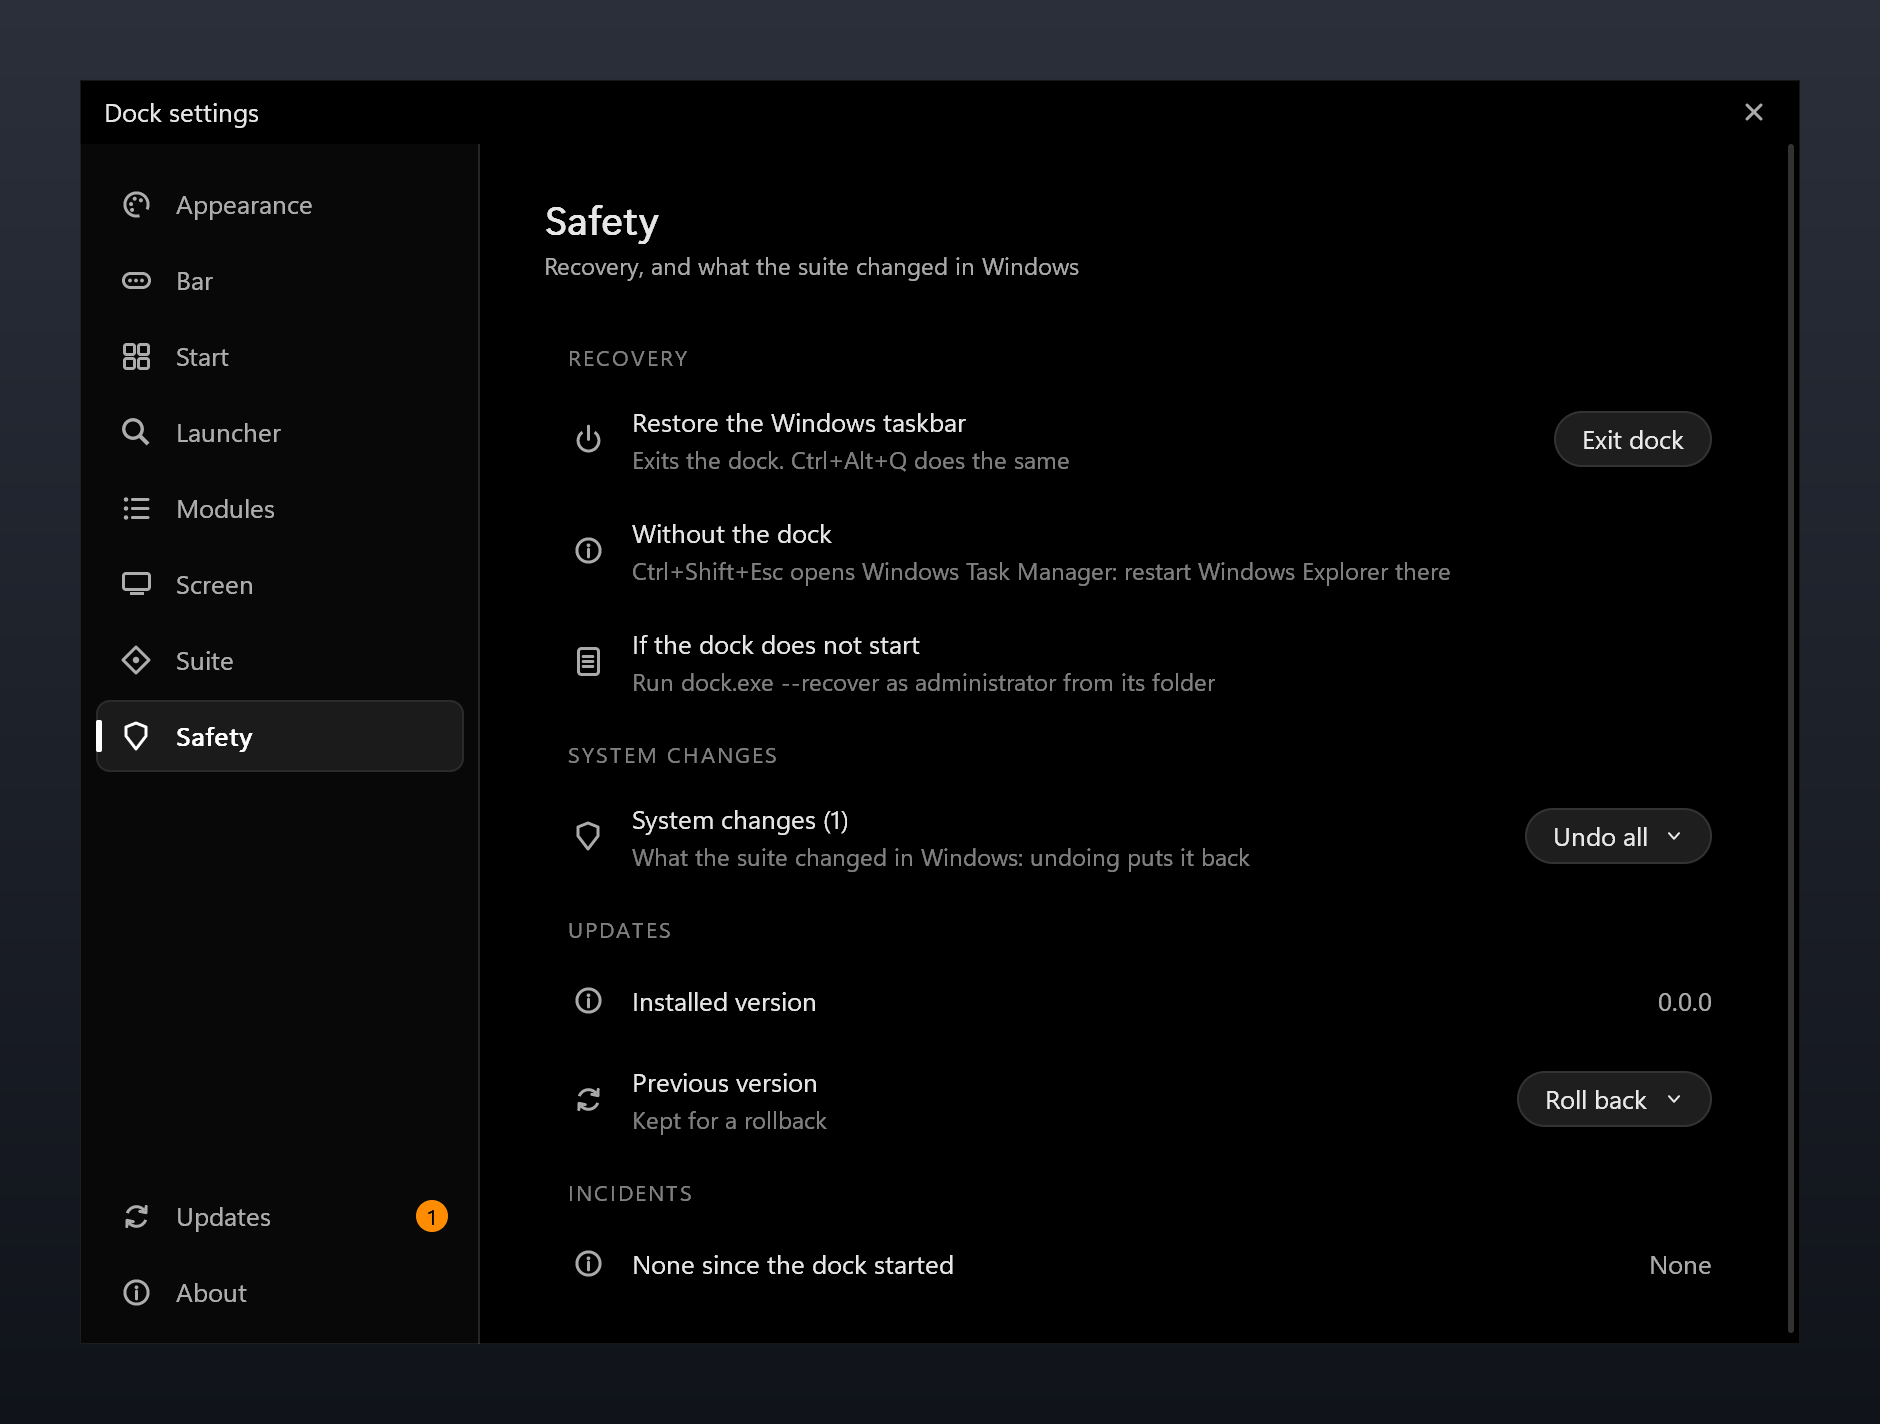 Dock settings
Appearance
Bar
Start
Launcher
Modules
Screen
Suite
Safety
Updates
1
About
Safety
Recovery, and what the suite changed in Windows
RECOVERY
Restore the Windows taskbar
Exits the dock. Ctrl+Alt+Q does the same
Exit dock
Without the dock
Ctrl+Shift+Esc opens Windows Task Manager: restart Windows Explorer there
If the dock does not start
Run dock.exe --recover as administrator from its folder
SYSTEM CHANGES
System changes (1)
What the suite changed in Windows: undoing puts it back
Undo all
UPDATES
Installed version
0.0.0
Previous version
Kept for a rollback
Roll back
INCIDENTS
None since the dock started
None